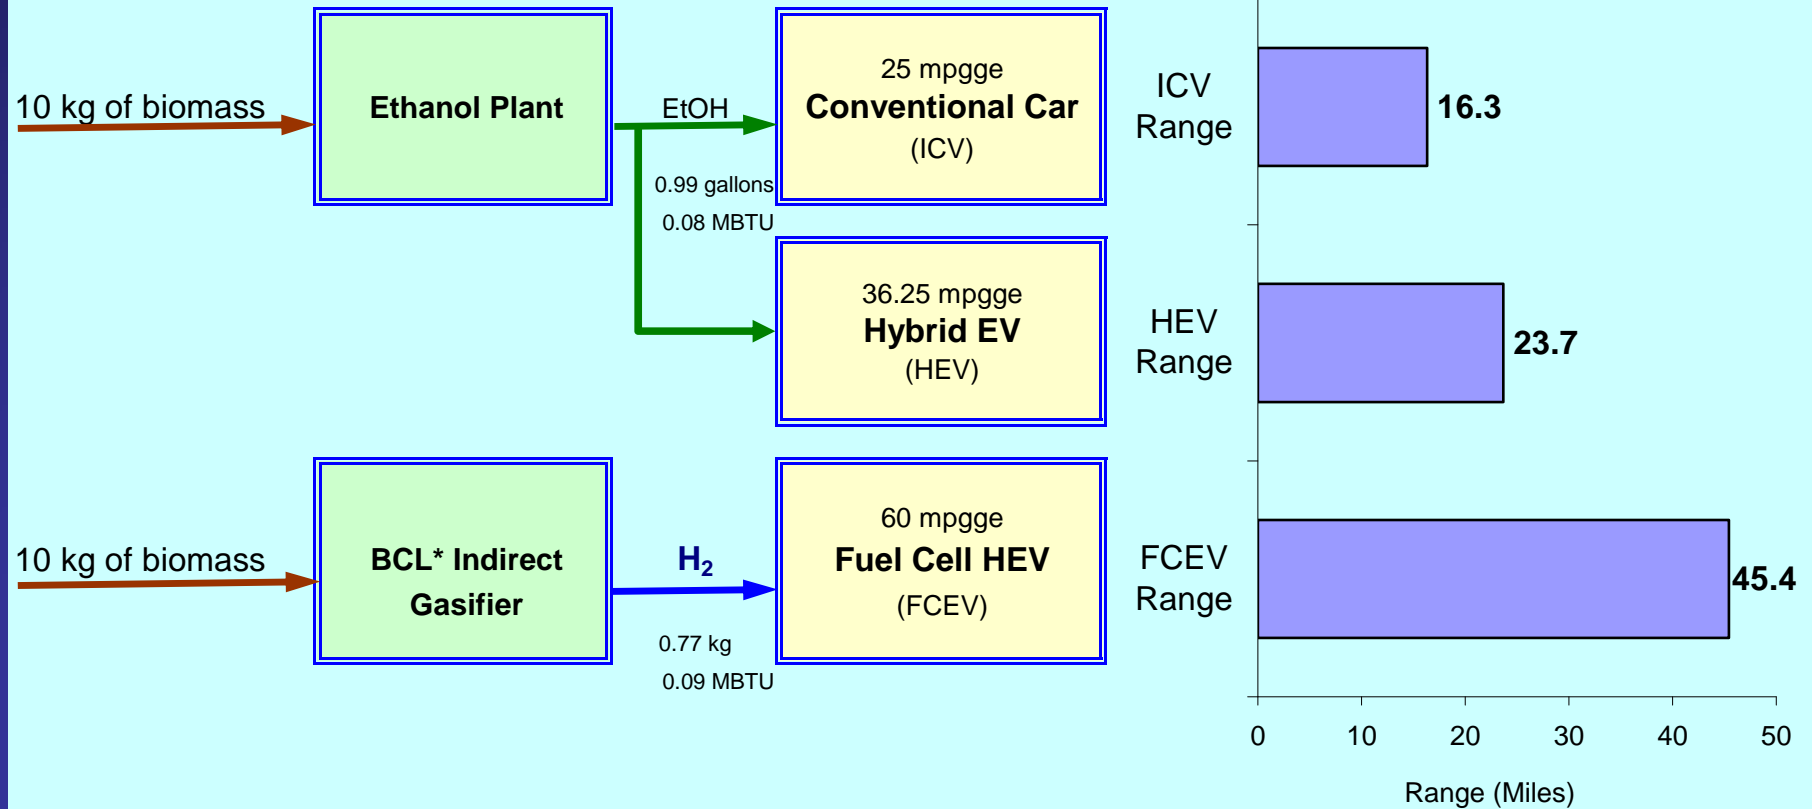 10 kg of biomass
Ethanol Plant
EtOH
0.99 gallons
0.08 MBTU
25 mpgge
Conventional Car
(ICV)
36.25 mpgge
Hybrid EV
(HEV)
10 kg of biomass
BCL* Indirect
Gasifier
H₂
0.77 kg
0.09 MBTU
60 mpgge
Fuel Cell HEV
(FCEV)
ICV
Range
16.3
HEV
Range
23.7
FCEV
Range
45.4
0 10 20 30 40 50
Range (Miles)